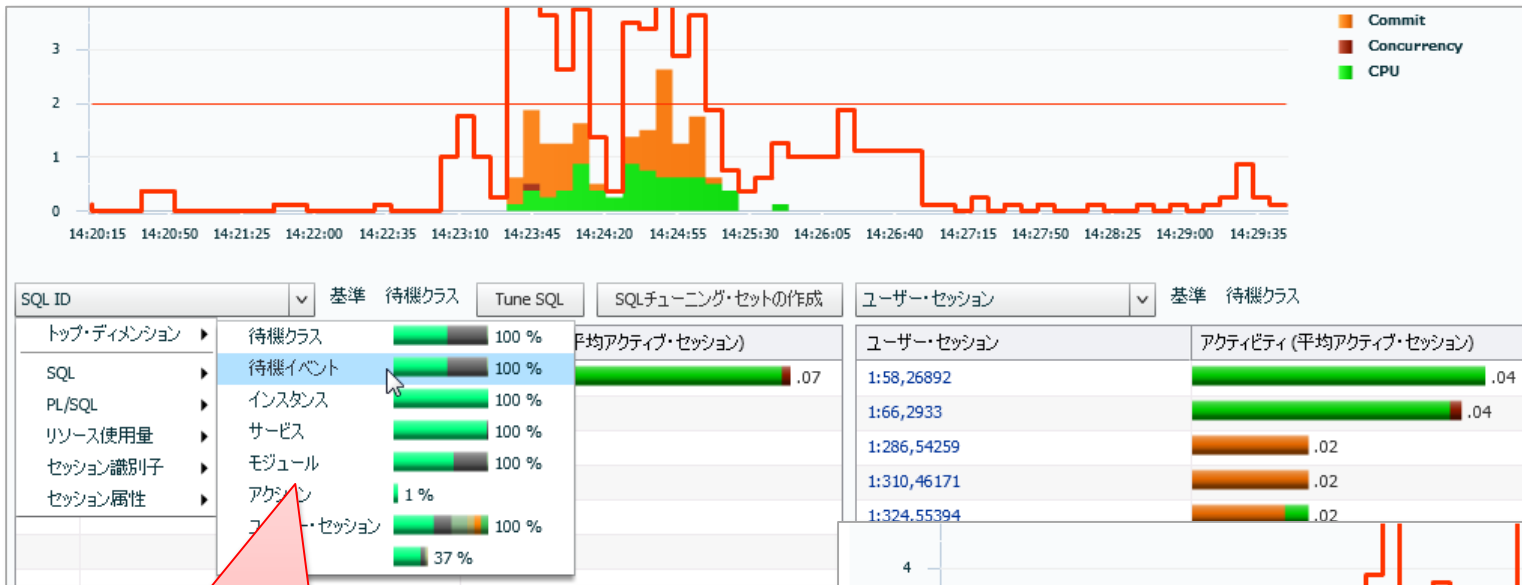 Commit
Concurrency
CPU
3
2
1
0
14:20:15 14:20:50 14:21:25 14:22:00 14:22:35 14:23:10 14:23:45 14:24:20 14:24:55 14:25:30 14:26:05 14:26:40 14:27:15 14:27:50 14:28:25 14:29:00 14:29:35
SQL ID 基準 待機クラス Tune SQL SQLチューニング・セットの作成 ユーザー・セッション 基準 待機クラス
トップ・ディメンション
SQL
PL/SQL
リソース使用量
セッション識別子
セッション属性
待機クラス 100 %
待機イベント 100 %
インスタンス 100 %
サービス 100 %
モジュール 100 %
アクション 1 %
・セッション 100 %
37 %
平均アクティブ・セッション)
.07
ユーザー・セッション アクティビティ (平均アクティブ・セッション)
1:58,26892 .04
1:66,2933 .04
1:286,54259 .02
1:310,46171 .02
1:324,55394 .02
4